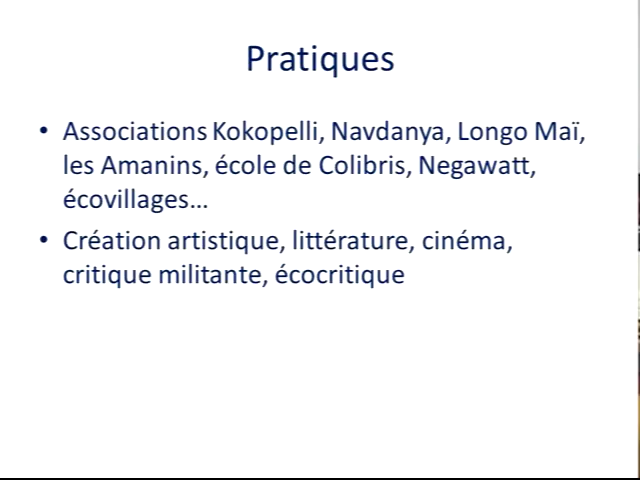 Pratiques
• Associations Kokopelli, Navdanya, Longo Maï,
les Amanins, école de Colibris, Negawatt,
écovillages...
• Création artistique, littérature, cinéma,
critique militante, écocritique